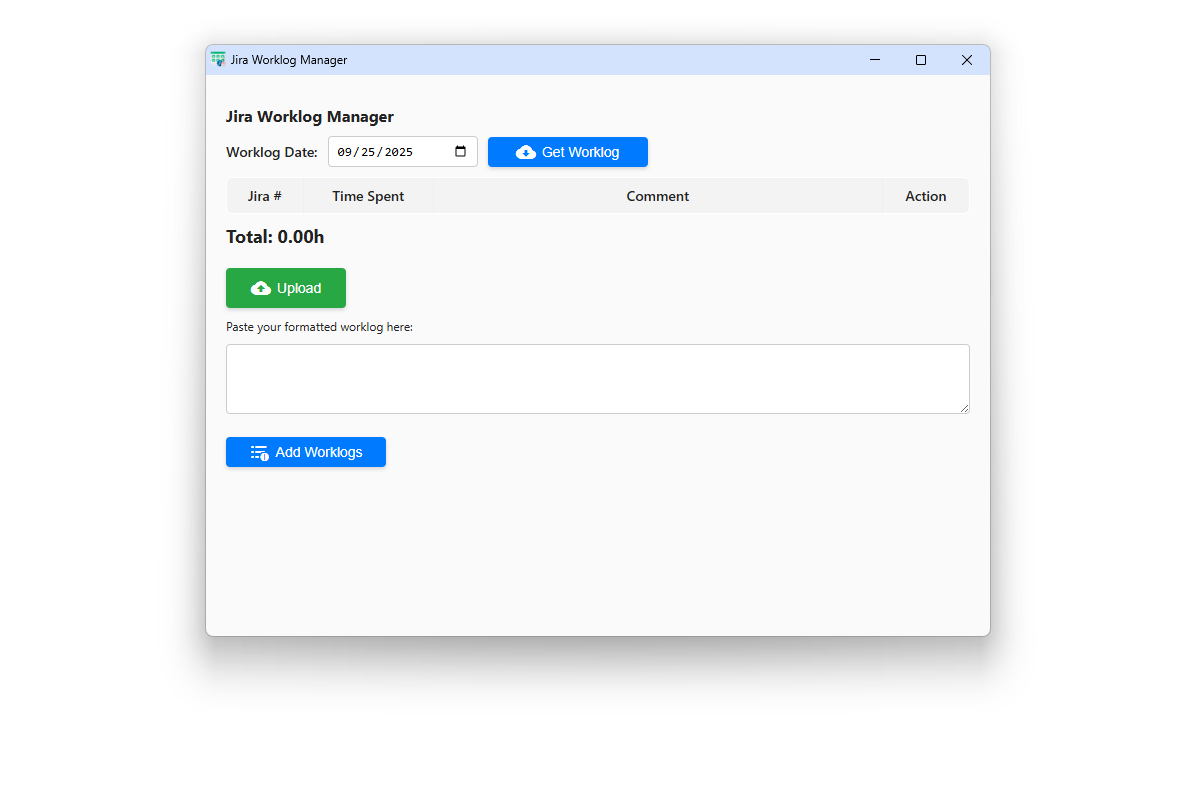 Jira Worklog Manager
Jira Worklog Manager
Worklog Date: 09/25/2025 Get Worklog
Jira # Time Spent Comment Action
Total: 0.00h
Upload
Paste your formatted worklog here:
Add Worklogs